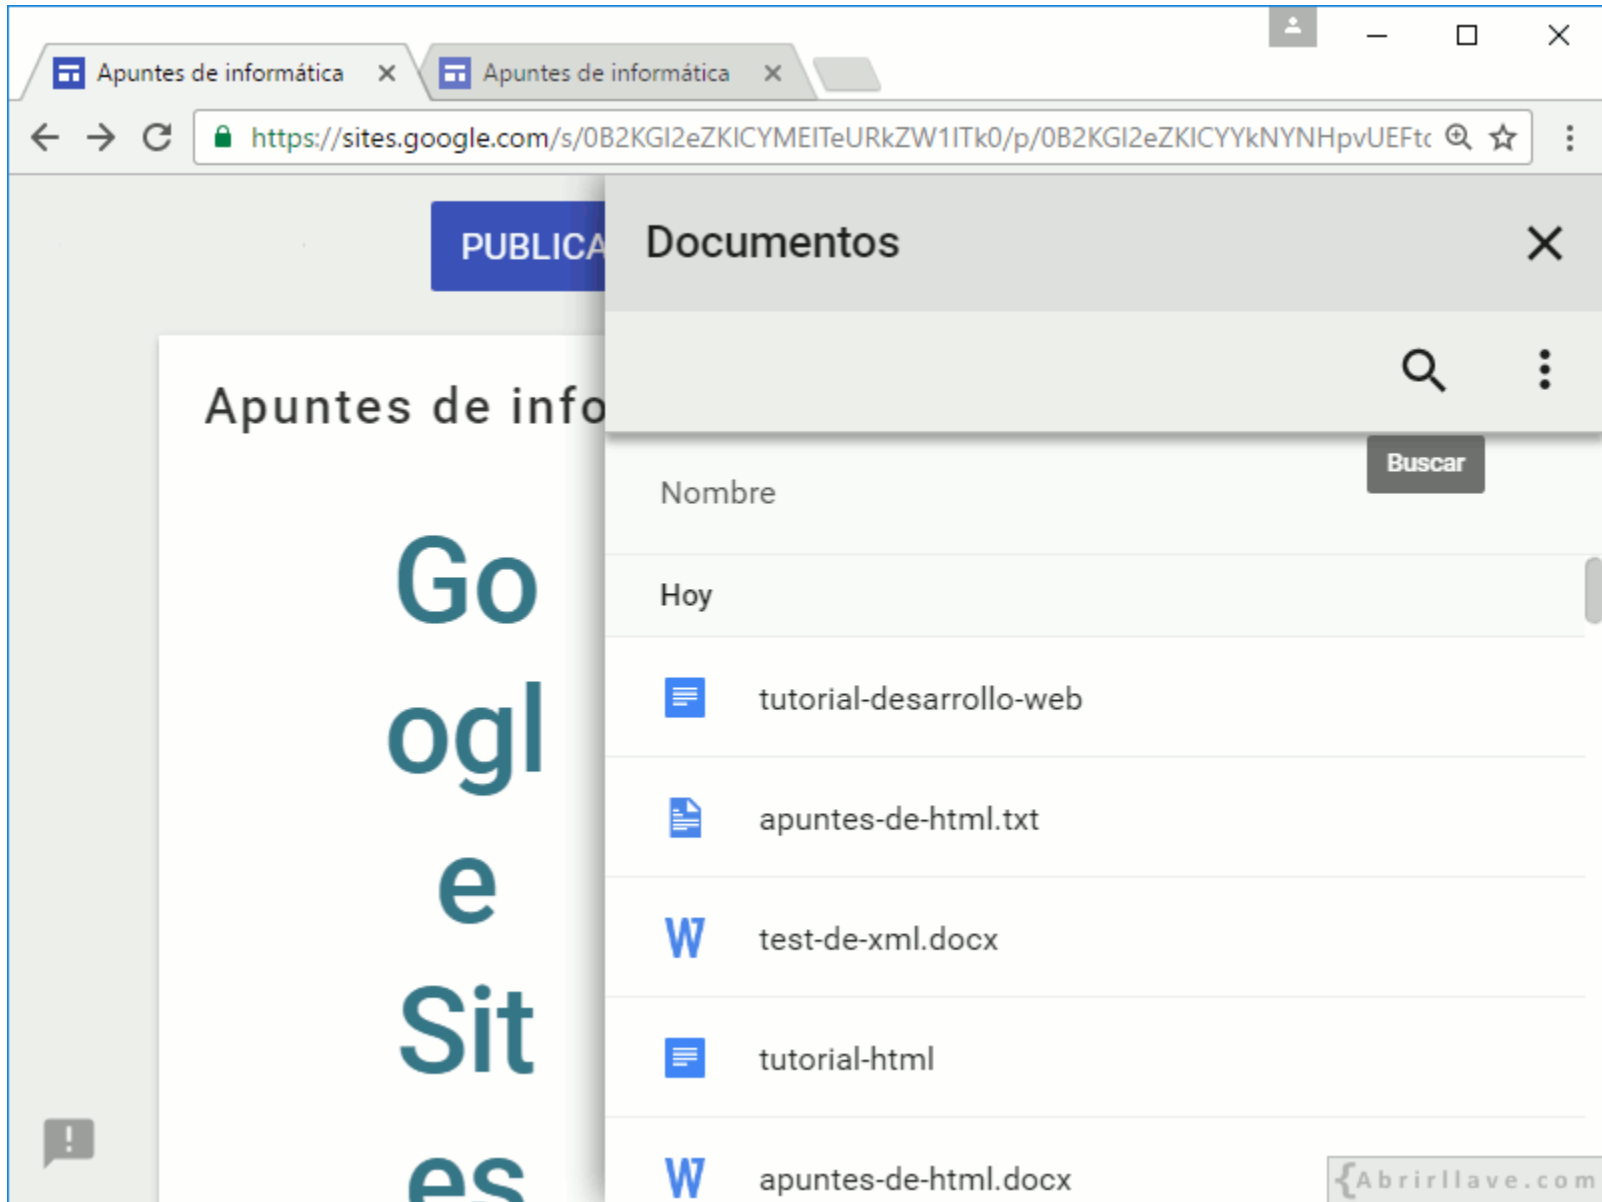 Apuntes de informática
Apuntes de informática
https://sites.google.com/s/0B2KGI2eZKICYMEITeURkZW1ITk0/p/0B2KGI2eZKICYYkNYNHpvUEFtc
PUBLICA
Documentos
Apuntes de info
Buscar
Nombre
Hoy
Go
ogl
e
Sit
es
tutorial-desarrollo-web
apuntes-de-html.txt
test-de-xml.docx
tutorial-html
apuntes-de-html.docx
{Abrirllave.com